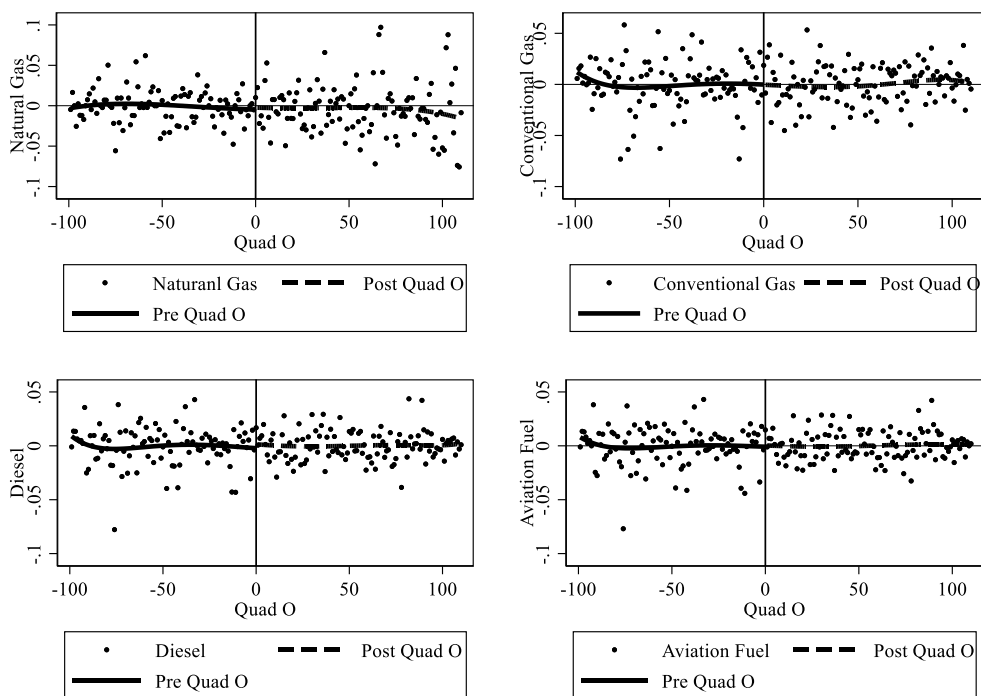 Natural Gas
.1
.05
0
-.05
-.1
-100 -50 0 50 100
Quad O
Naturanl Gas Post Quad O
Pre Quad O
Conventional Gas
.05
0
-.05
-.1
-100 -50 0 50 100
Quad O
Conventional Gas Post Quad O
Pre Quad O
Diesel
.05
0
-.05
-.1
-100 -50 0 50 100
Quad O
Diesel Post Quad O
Pre Quad O
Aviation Fuel
.05
0
-.05
-.1
-100 -50 0 50 100
Quad O
Aviation Fuel Post Quad O
Pre Quad O